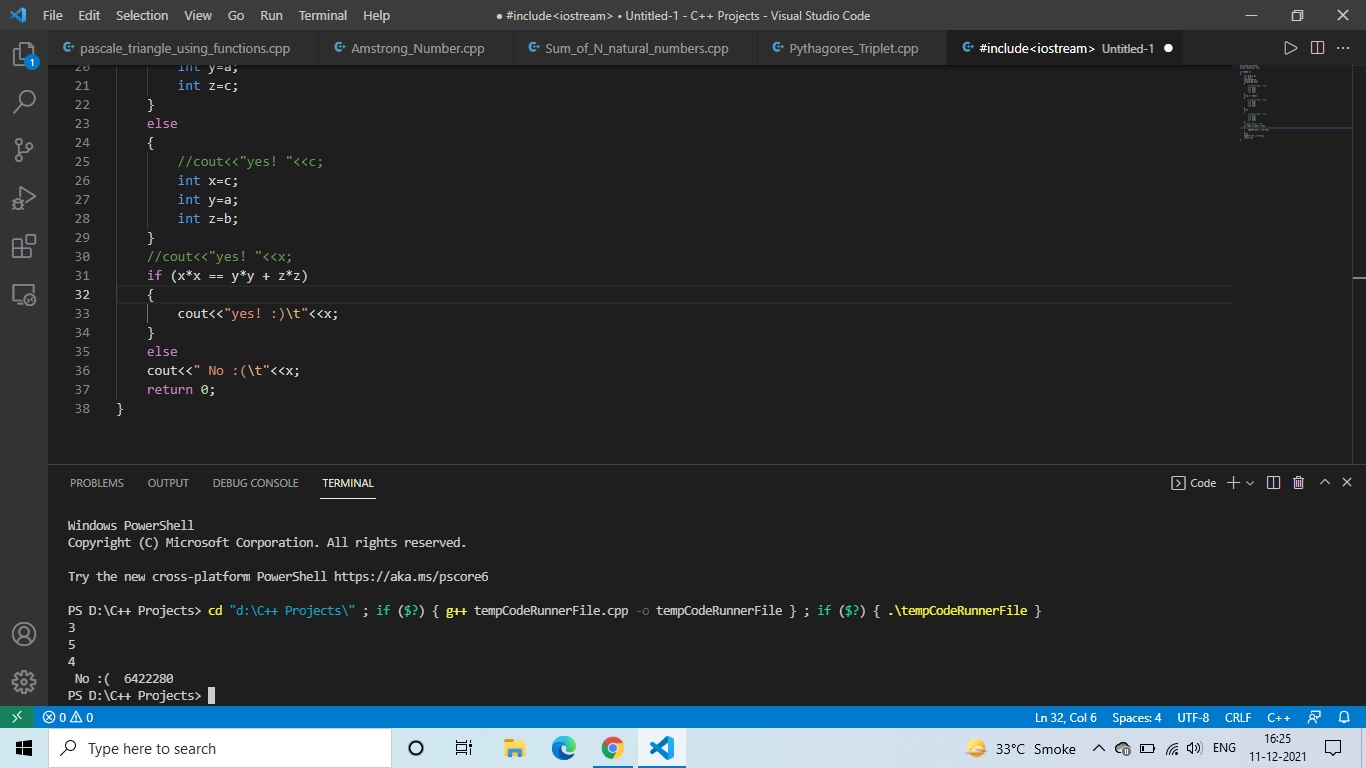 File Edit Selection View Go Run Terminal Help ● #include<iostream> • Untitled-1 - C++ Projects - Visual Studio Code
pascale_triangle_using_functions.cpp Amstrong_Number.cpp Sum_of_N_natural_numbers.cpp Pythagores_Triplet.cpp #include<iostream> Untitled-1 ●
1
20 int y=a;
21 int z=c;
22 }
23 else
24 {
25 //cout<<"yes! "<<c;
26 int x=c;
27 int y=a;
28 int z=b;
29 }
30 //cout<<"yes! "<<x;
31 if (x*x == y*y + z*z)
32 {
33 cout<<"yes! :)\t"<<x;
34 }
35 else
36 cout<<" No :(\t"<<x;
37 return 0;
38 }
PROBLEMS OUTPUT DEBUG CONSOLE TERMINAL Code
Windows PowerShell
Copyright (C) Microsoft Corporation. All rights reserved.
Try the new cross-platform PowerShell https://aka.ms/pscore6
PS D:\C++ Projects> cd "d:\C++ Projects\" ; if ($?) { g++ tempCodeRunnerFile.cpp -o tempCodeRunnerFile } ; if ($?) { .\tempCodeRunnerFile }
3
5
4
No :( 6422280
PS D:\C++ Projects>
0 0 Ln 32, Col 6 Spaces: 4 UTF-8 CRLF C++
Type here to search 33°C Smoke ENG 16:25
11-12-2021